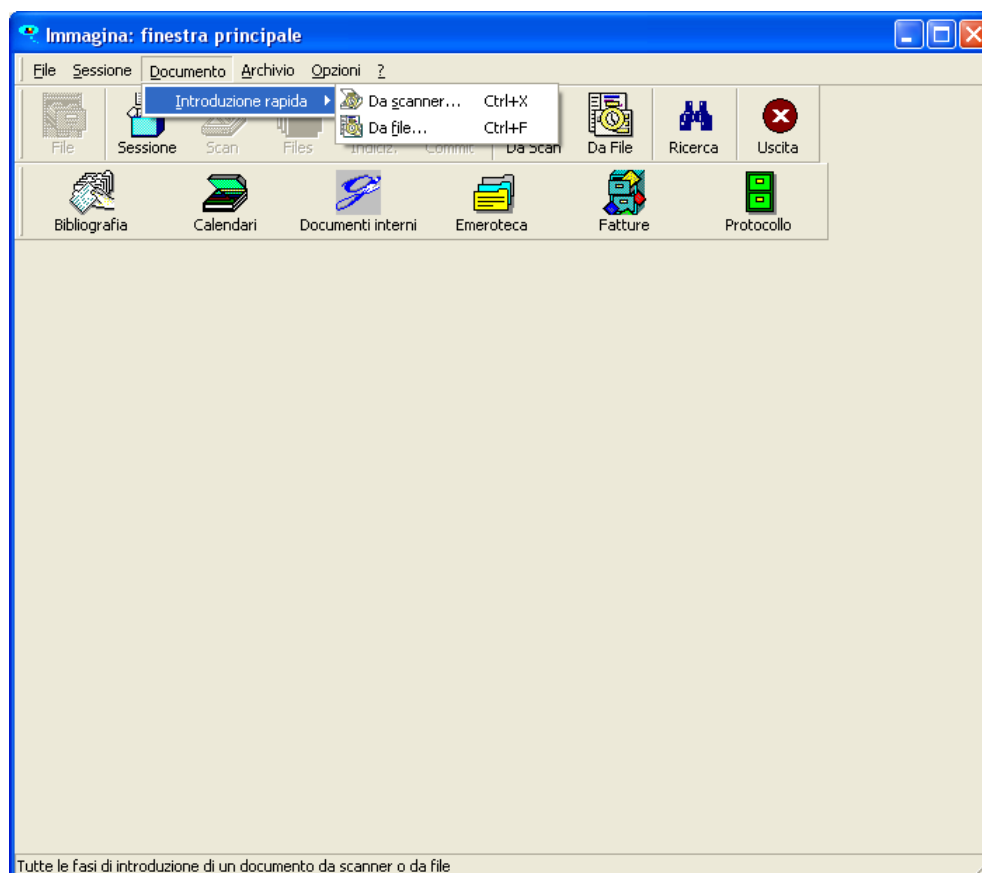 Immagina: finestra principale
File Sessione Documento Archivio Opzioni ?
Introduzione rapida
Da scanner... Ctrl+X
Da file... Ctrl+F
File Sessione Scan Files Indiciz. Commit Da Scan Da File Ricerca Uscita
Bibliografia Calendari Documenti interni Emeroteca Fatture Protocollo
Tutte le fasi di introduzione di un documento da scanner o da file